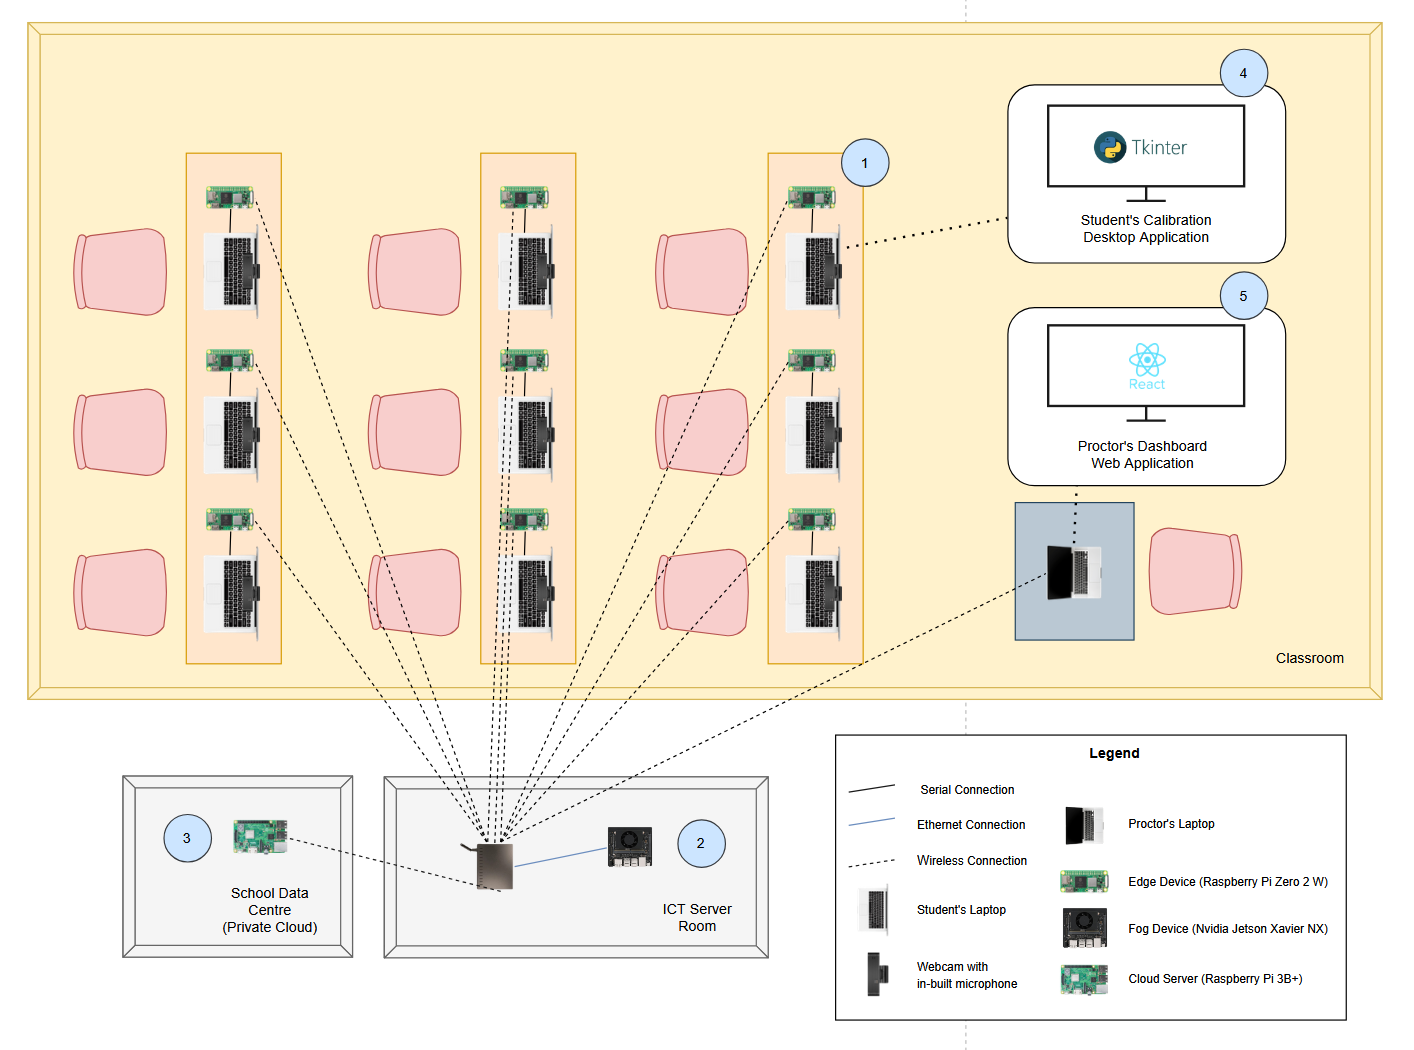 4
Tkinter
Student's Calibration
Desktop Application
1
5
React
Proctor's Dashboard
Web Application
Classroom
3
School Data
Centre
(Private Cloud)
2
ICT Server
Room
Legend
Serial Connection
Ethernet Connection
Wireless Connection
Student's Laptop
Webcam with
in-built microphone
Proctor's Laptop
Edge Device (Raspberry Pi Zero 2 W)
Fog Device (Nvidia Jetson Xavier NX)
Cloud Server (Raspberry Pi 3B+)